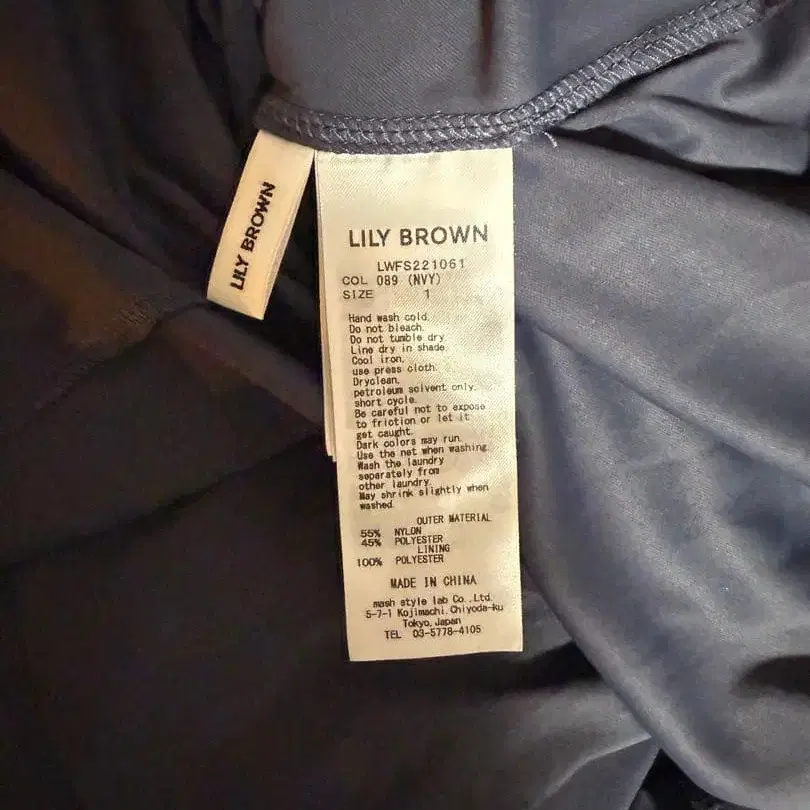 LILY BROWN
LILY BROWN
LWFS221061
COL 089 (NVY)
SIZE 1
Hand wash cold.
Do not bleach.
Do not tumble dry
Line dry in shade.
Cool iron,
use press cloth.
Dryclean,
petroleum solvent only.
short cycle.
Be careful not to expose
to friction or let it
get caught.
Dark colors may run.
Use the net when washing.
Wash the laundry
separately from
other laundry.
May shrink slightly when
washed.
OUTER MATERIAL
55% NYLON
45% POLYESTER
LINING
100% POLYESTER
MADE IN CHINA
mash style lab Co.,Ltd.
5-7-1 Kojimachi, Chiyoda-ku
Tokyo, Japan
TEL 03-5778-4105